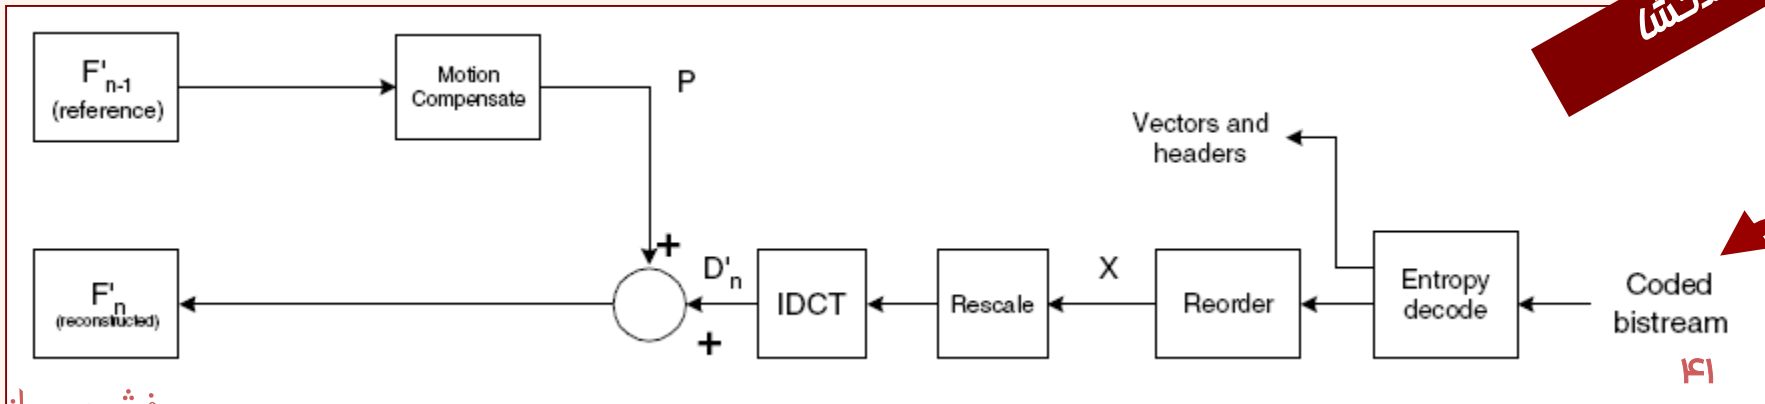 F'n-1
(reference)
Motion
Compensate
P
Vectors and
headers
F'n
(reconstructed)
+
+
D'n
IDCT
Rescale
X
Reorder
Entropy
decode
Coded
bistream
۴۱